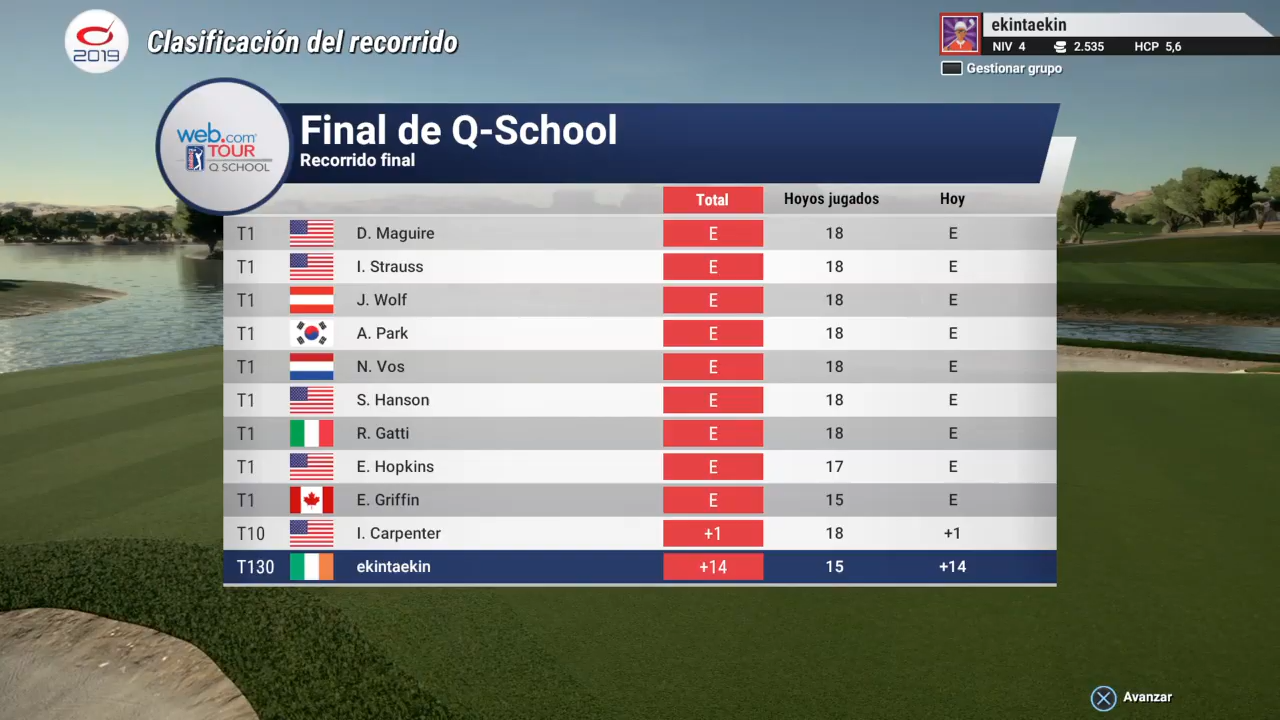 2019
Clasificación del recorrido
ekintaekin
NIV 4 2.535 HCP 5,6
Gestionar grupo
web.com
TOUR
Q SCHOOL
Final de Q-School
Recorrido final
Total Hoyos jugados Hoy
T1 D. Maguire E 18 E
T1 I. Strauss E 18 E
T1 J. Wolf E 18 E
T1 A. Park E 18 E
T1 N. Vos E 18 E
T1 S. Hanson E 18 E
T1 R. Gatti E 18 E
T1 E. Hopkins E 17 E
T1 E. Griffin E 15 E
T10 I. Carpenter +1 18 +1
T130 ekintaekin +14 15 +14
Avanzar